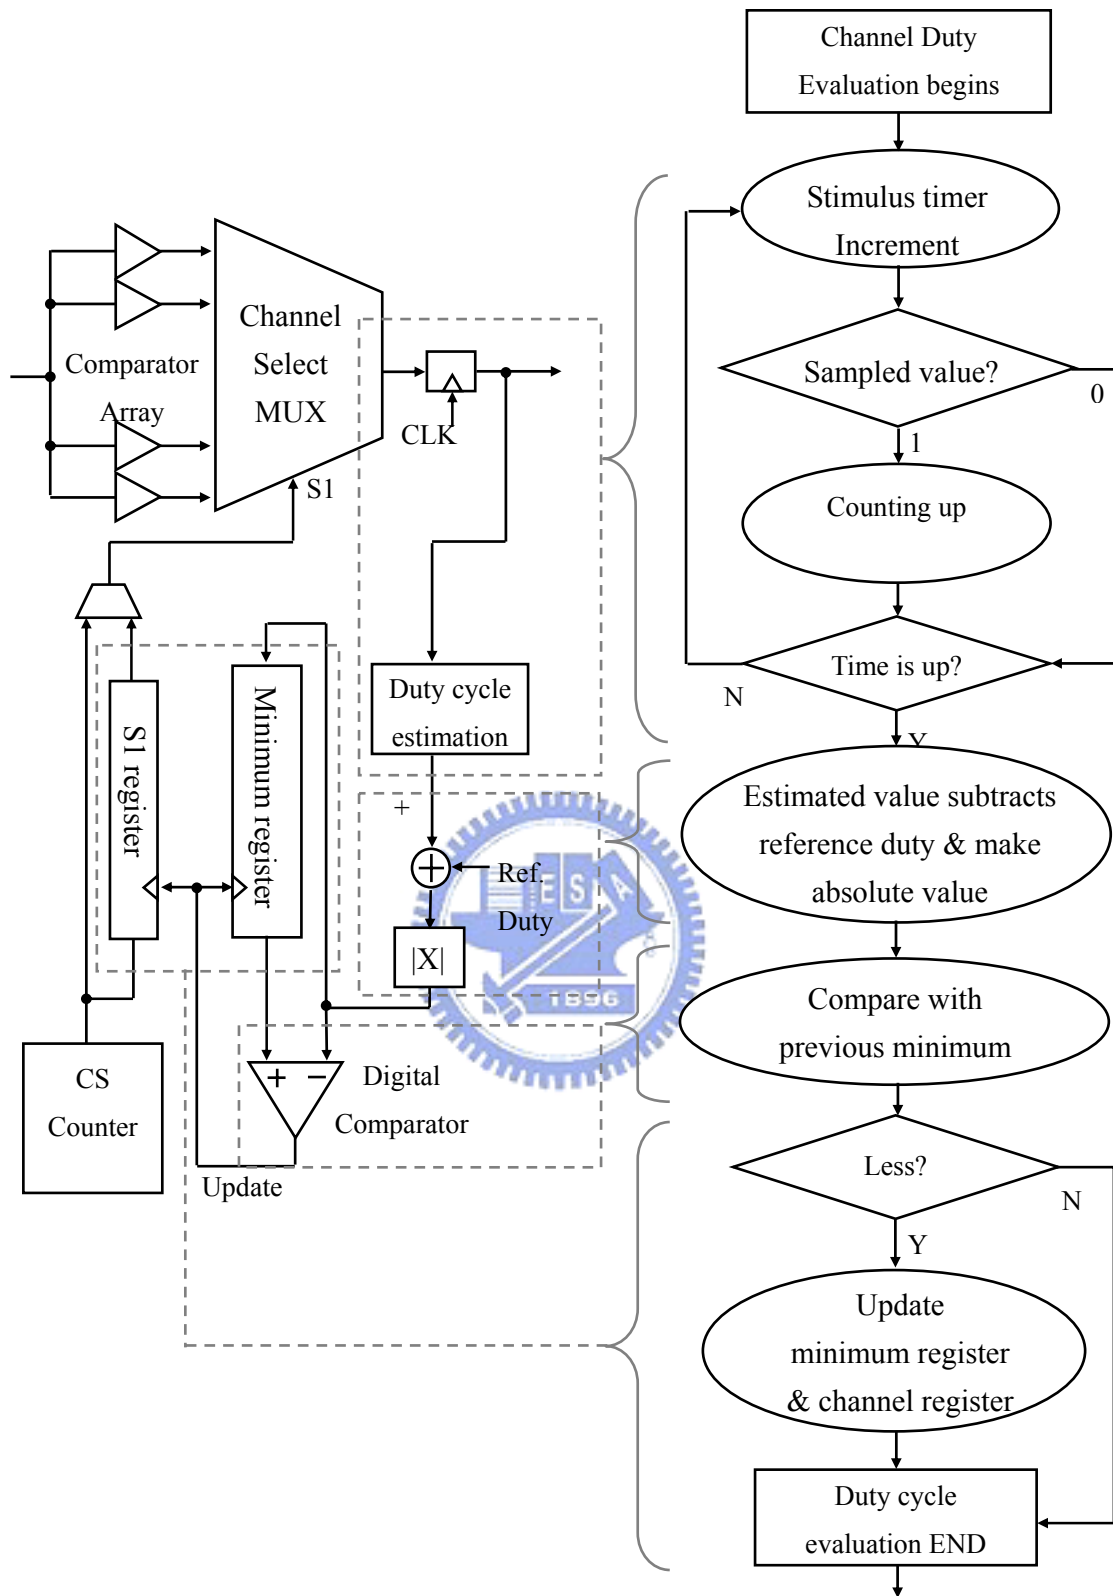 Channel Duty
Evaluation begins
Stimulus timer
Increment
Sampled value?
0
1
Counting up
Time is up?
N
Y
Estimated value subtracts
reference duty & make
absolute value
Compare with
previous minimum
Less?
N
Y
Update
minimum register
& channel register
Duty cycle
evaluation END
Comparator
Array
Channel
Select
MUX
CLK
S1
S1 register
Minimum register
Duty cycle
estimation
+
+
Ref.
Duty
|X|
ESA
1896
CS
Counter
+ −
Digital
Comparator
Update